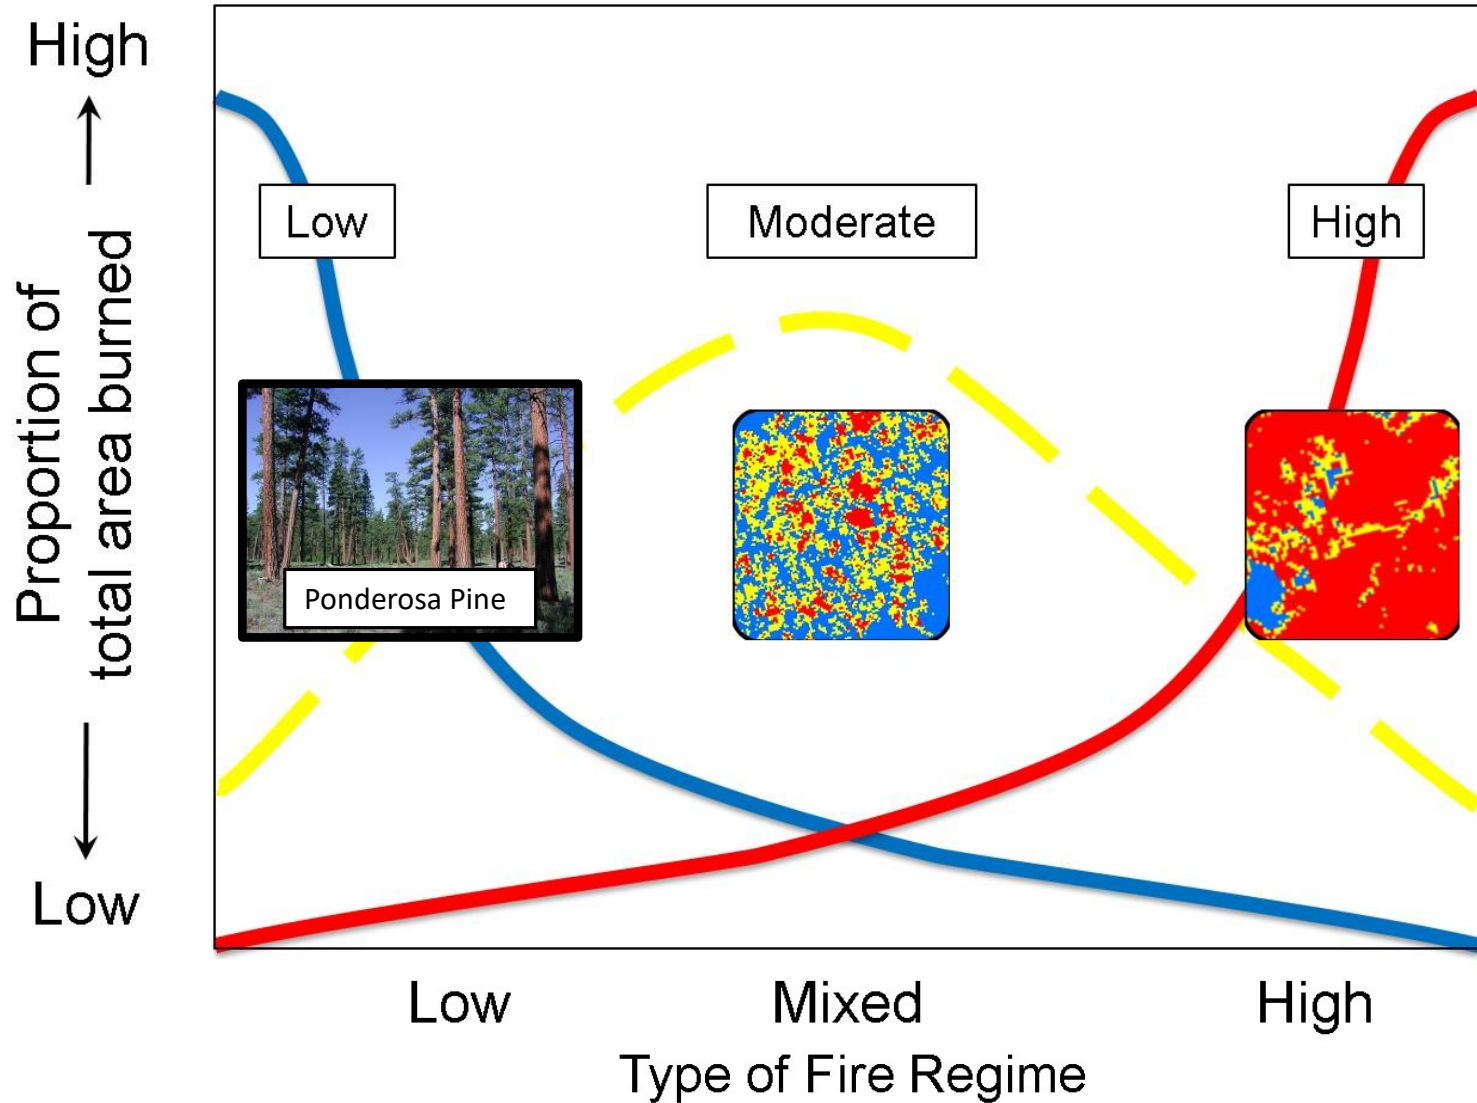 High
Proportion of
total area burned
Low
Low
Moderate
High
Ponderosa Pine
Low
Mixed
High
Type of Fire Regime